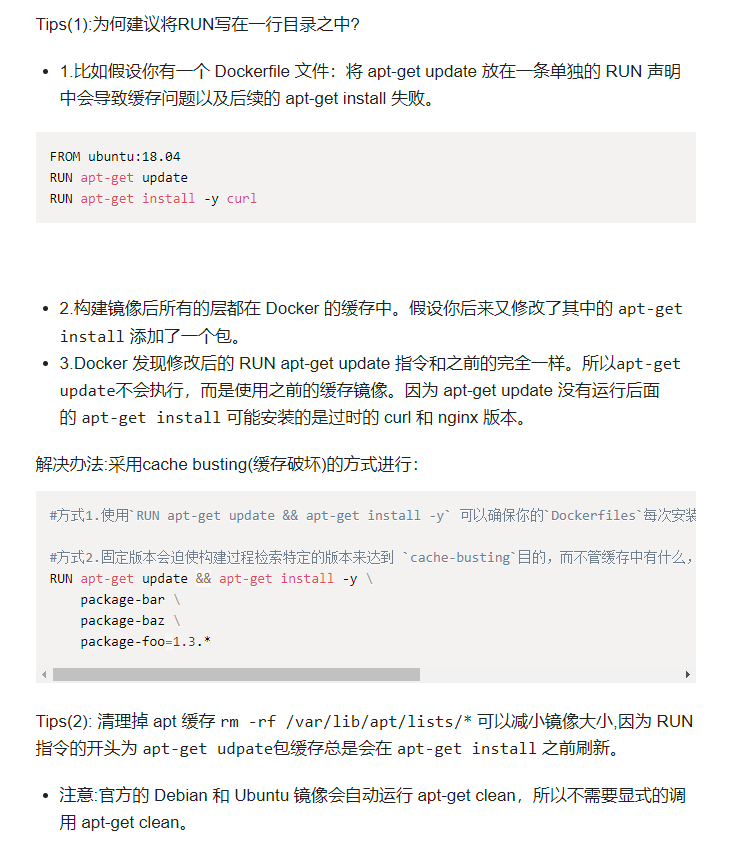 Tips(1):为何建议将RUN写在一行目录之中?
1.比如假设你有一个 Dockerfile 文件：将 apt-get update 放在一条单独的 RUN 声明
中会导致缓存问题以及后续的 apt-get install 失败。
FROM ubuntu:18.04
RUN apt-get update
RUN apt-get install -y curl
2.构建镜像后所有的层都在 Docker 的缓存中。假设你后来又修改了其中的 apt-get
install 添加了一个包。
3.Docker 发现修改后的 RUN apt-get update 指令和之前的完全一样。所以apt-get
update不会执行，而是使用之前的缓存镜像。因为 apt-get update 没有运行后面
的 apt-get install 可能安装的是过时的 curl 和 nginx 版本。
解决办法:采用cache busting(缓存破坏)的方式进行：
#方式1.使用`RUN apt-get update && apt-get install -y` 可以确保你的`Dockerfiles`每次安装
#方式2.固定版本会迫使构建过程检索特定的版本来达到 `cache-busting`目的，而不管缓存中有什么，
RUN apt-get update && apt-get install -y \
package-bar \
package-baz \
package-foo=1.3.*
Tips(2): 清理掉 apt 缓存 rm -rf /var/lib/apt/lists/* 可以减小镜像大小,因为 RUN
指令的开头为 apt-get udpate包缓存总是会在 apt-get install 之前刷新。
注意:官方的 Debian 和 Ubuntu 镜像会自动运行 apt-get clean，所以不需要显式的调
用 apt-get clean。